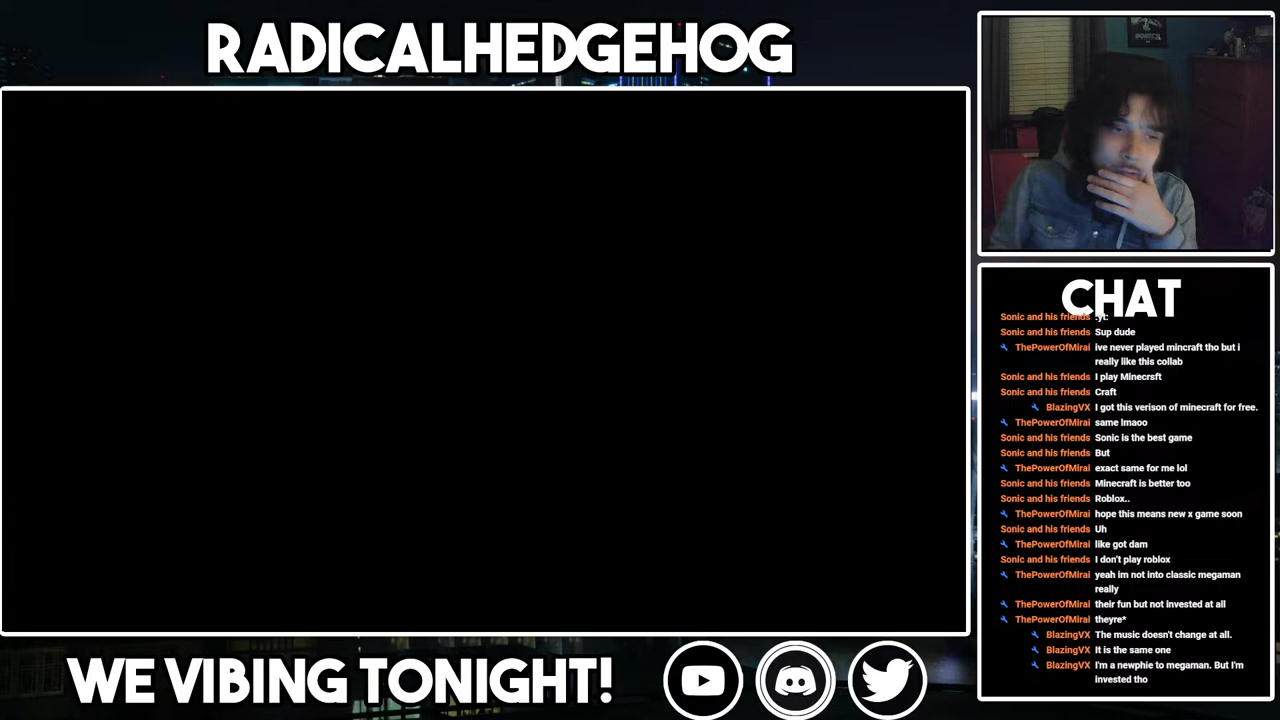 RADICALHEDGEHOG
CHAT
Sonic and his friends :yt:
Sonic and his friends Sup dude
ThePowerOfMirai ive never played mincraft tho but i
really like this collab
Sonic and his friends I play Minecrsft
Sonic and his friends Craft
BlazingVX I got this verison of minecraft for free.
ThePowerOfMirai same lmaoo
Sonic and his friends Sonic is the best game
Sonic and his friends But
ThePowerOfMirai exact same for me lol
Sonic and his friends Minecraft is better too
Sonic and his friends Roblox..
ThePowerOfMirai hope this means new x game soon
Sonic and his friends Uh
ThePowerOfMirai like got dam
Sonic and his friends I don't play roblox
ThePowerOfMirai yeah im not into classic megaman
really
ThePowerOfMirai their fun but not invested at all
ThePowerOfMirai theyre*
BlazingVX The music doesn't change at all.
BlazingVX It is the same one
BlazingVX I'm a newphie to megaman. But I'm
invested tho
WE VIBING TONIGHT!